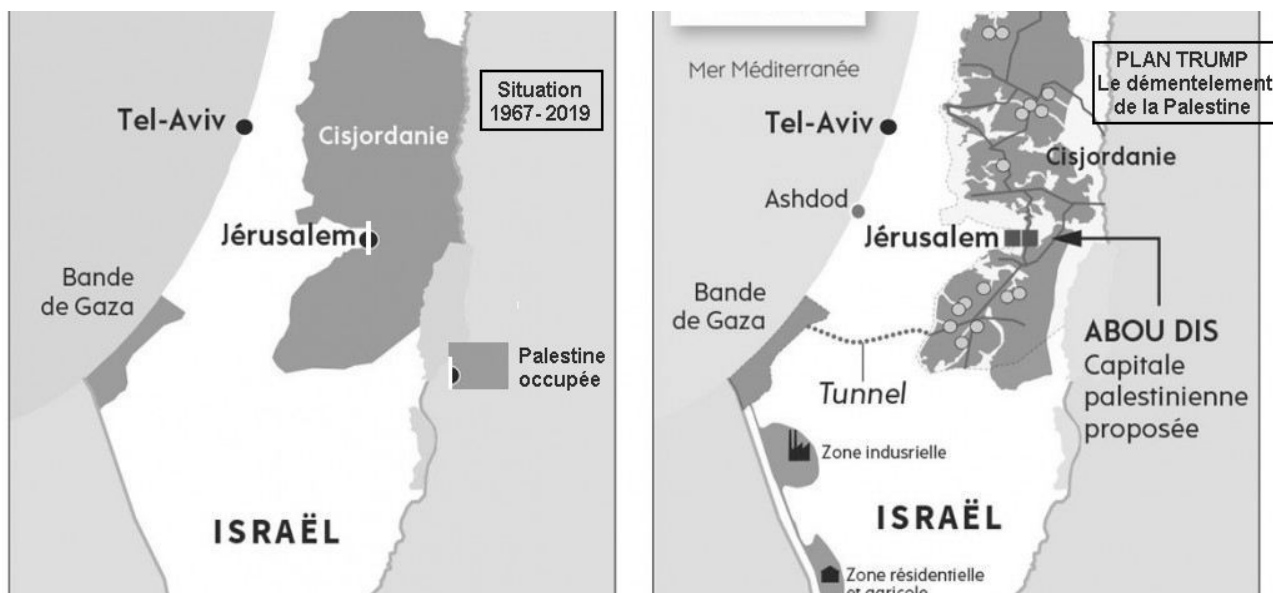 Situation
1967-2019
Tel-Aviv
Cisjordanie
Jérusalem
Bande
de Gaza
Palestine
occupée
ISRAËL
PLAN TRUMP
Le démentelement
de la Palestine
Mer Méditerranée
Tel-Aviv
Cisjordanie
Ashdod
Jérusalem
Bande
de Gaza
ABOU DIS
Capitale
palestinienne
proposée
Tunnel
Zone indusrielle
ISRAËL
Zone résidentielle
et agricole